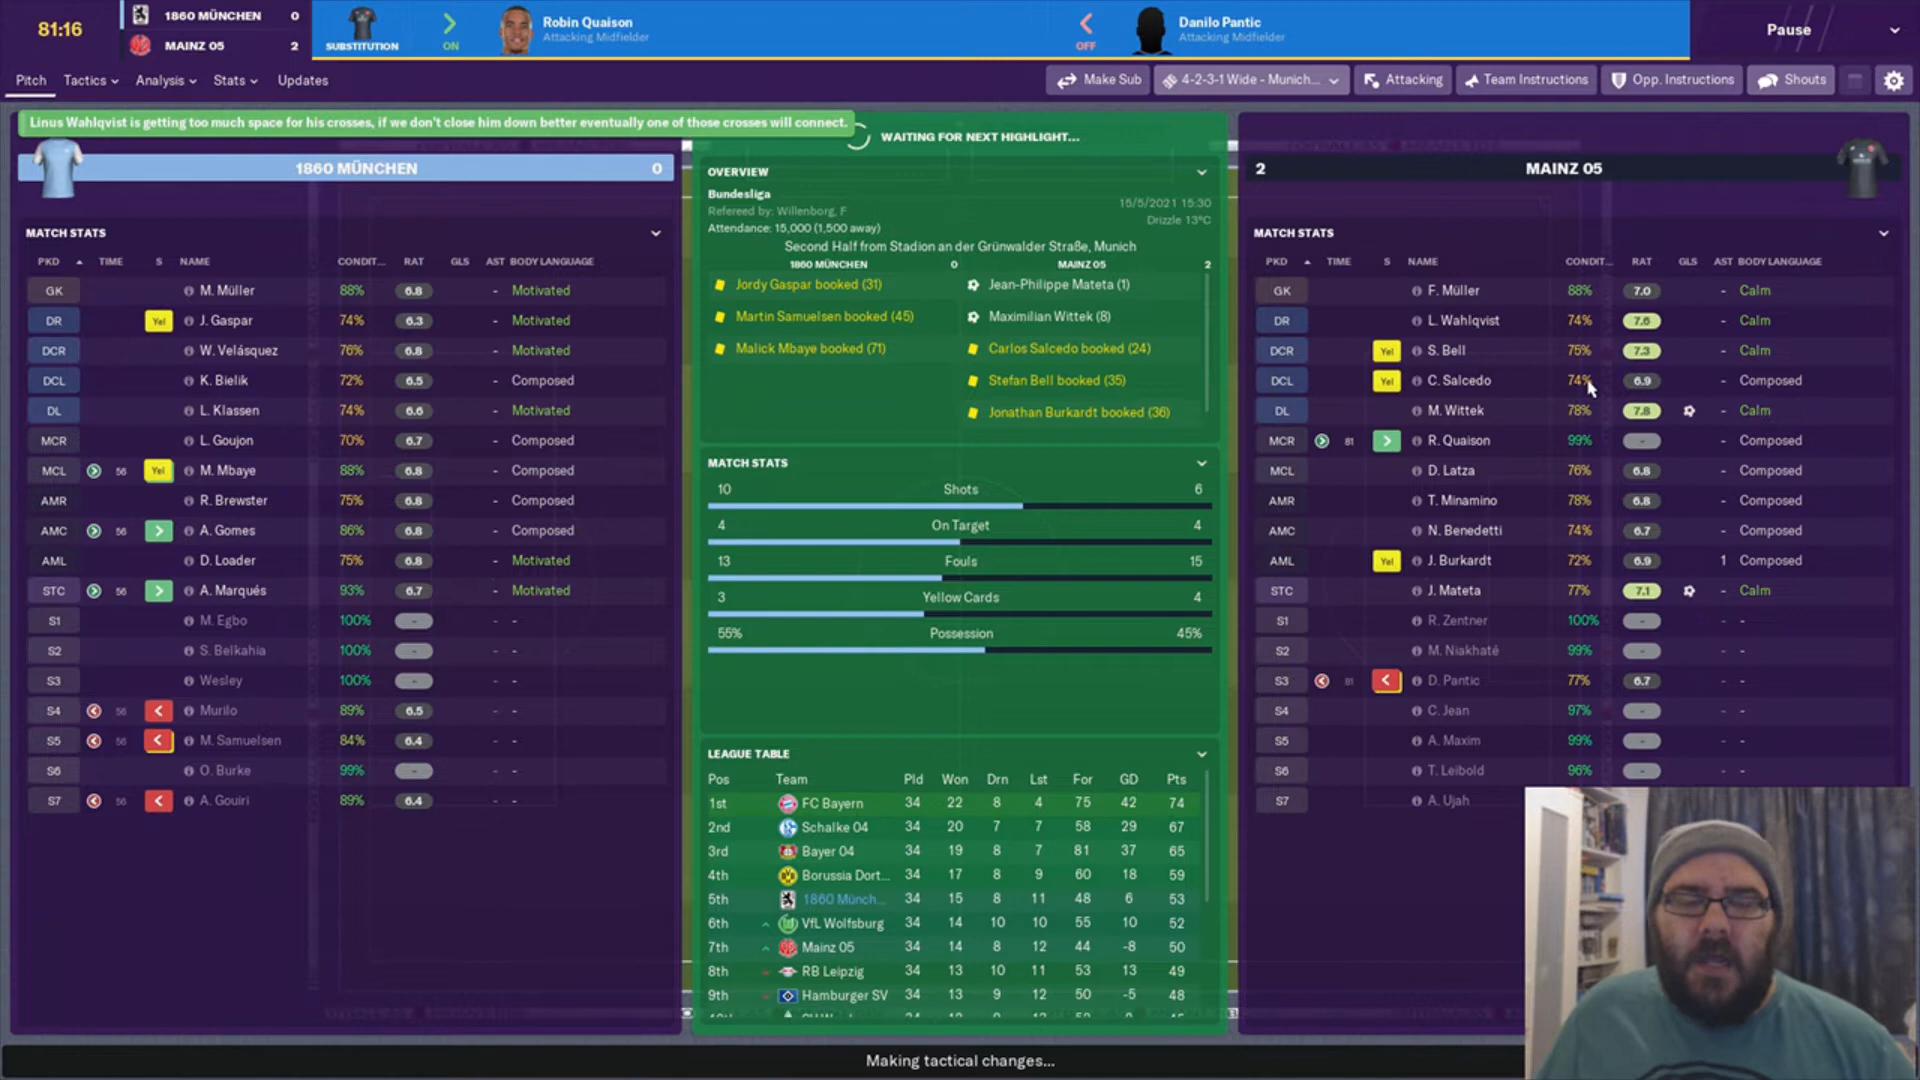 81:16
1860 MÜNCHEN 0
MAINZ 05 2
SUBSTITUTION
ON
Robin Quaison
Attacking Midfielder
OFF
Danilo Pantic
Attacking Midfielder
Pause
Pitch Tactics Analysis Stats Updates
Make Sub 4-2-3-1 Wide - Munich... Attacking Team Instructions Opp. Instructions Shouts
Linus Wahlqvist is getting too much space for his crosses, if we don't close him down better eventually one of those crosses will connect.
WAITING FOR NEXT HIGHLIGHT...
1860 MÜNCHEN 0
MATCH STATS
PKD TIME S NAME CONDIT... RAT GLS AST BODY LANGUAGE
GK M. Müller 88% 6.8 - Motivated
DR Yel J. Gaspar 74% 6.3 - Motivated
DCR W. Velásquez 76% 6.8 - Motivated
DCL K. Bielik 72% 6.5 - Composed
DL L. Klassen 74% 6.6 - Motivated
MCR L. Goujon 70% 6.7 - Composed
MCL 56 Yel M. Mbaye 88% 6.8 - Composed
AMR R. Brewster 75% 6.8 - Composed
AMC 56 A. Gomes 86% 6.8 - Composed
AML D. Loader 75% 6.8 - Motivated
STC 56 A. Marqués 93% 6.7 - Motivated
S1 M. Egbo 100% - - -
S2 S. Belkahia 100% - - -
S3 Wesley 100% - - -
S4 56 Murilo 89% 6.5 - -
S5 56 M. Samuelsen 84% 6.4 - -
S6 O. Burke 99% - - -
S7 56 A. Gouiri 89% 6.4 - -
OVERVIEW
Bundesliga
Refereed by: Willenborg, F
Attendance: 15,000 (1,500 away)
15/5/2021 15:30
Drizzle 13°C
Second Half from Stadion an der Grünwalder Straße, Munich
1860 MÜNCHEN 0 MAINZ 05 2
Jordy Gaspar booked (31)
Martin Samuelsen booked (45)
Malick Mbaye booked (71)
Jean-Philippe Mateta (1)
Maximilian Wittek (8)
Carlos Salcedo booked (24)
Stefan Bell booked (35)
Jonathan Burkardt booked (36)
MATCH STATS
10 Shots 6
4 On Target 4
13 Fouls 15
3 Yellow Cards 4
55% Possession 45%
LEAGUE TABLE
Pos Team Pld Won Drn Lst For GD Pts
1st FC Bayern 34 22 8 4 75 42 74
2nd Schalke 04 34 20 7 7 58 29 67
3rd Bayer 04 34 19 8 7 81 37 65
4th Borussia Dort... 34 17 8 9 60 18 59
5th 1860 Münch... 34 15 8 11 48 6 53
6th VfL Wolfsburg 34 14 10 10 55 10 52
7th Mainz 05 34 14 8 12 44 -8 50
8th RB Leipzig 34 13 10 11 53 13 49
9th Hamburger SV 34 13 9 12 50 -5 48
2 MAINZ 05
MATCH STATS
PKD TIME S NAME CONDIT... RAT GLS AST BODY LANGUAGE
GK F. Müller 88% 7.0 - Calm
DR L. Wahlqvist 74% 7.6 - Calm
DCR Yel S. Bell 75% 7.3 - Calm
DCL Yel C. Salcedo 74% 6.9 - Composed
DL M. Wittek 78% 7.8 - Calm
MCR 81 R. Quaison 99% - - Composed
MCL D. Latza 76% 6.8 - Composed
AMR T. Minamino 78% 6.8 - Composed
AMC N. Benedetti 74% 6.7 - Composed
AML Yel J. Burkardt 72% 6.9 1 Composed
STC J. Mateta 77% 7.1 - Calm
S1 R. Zentner 100% - - -
S2 M. Niakhaté 99% - - -
S3 81 D. Pantic 77% 6.7 - -
S4 C. Jean 97% - - -
S5 A. Maxim 99% - - -
S6 T. Leibold 96% - - -
S7 A. Ujah
Making tactical changes...